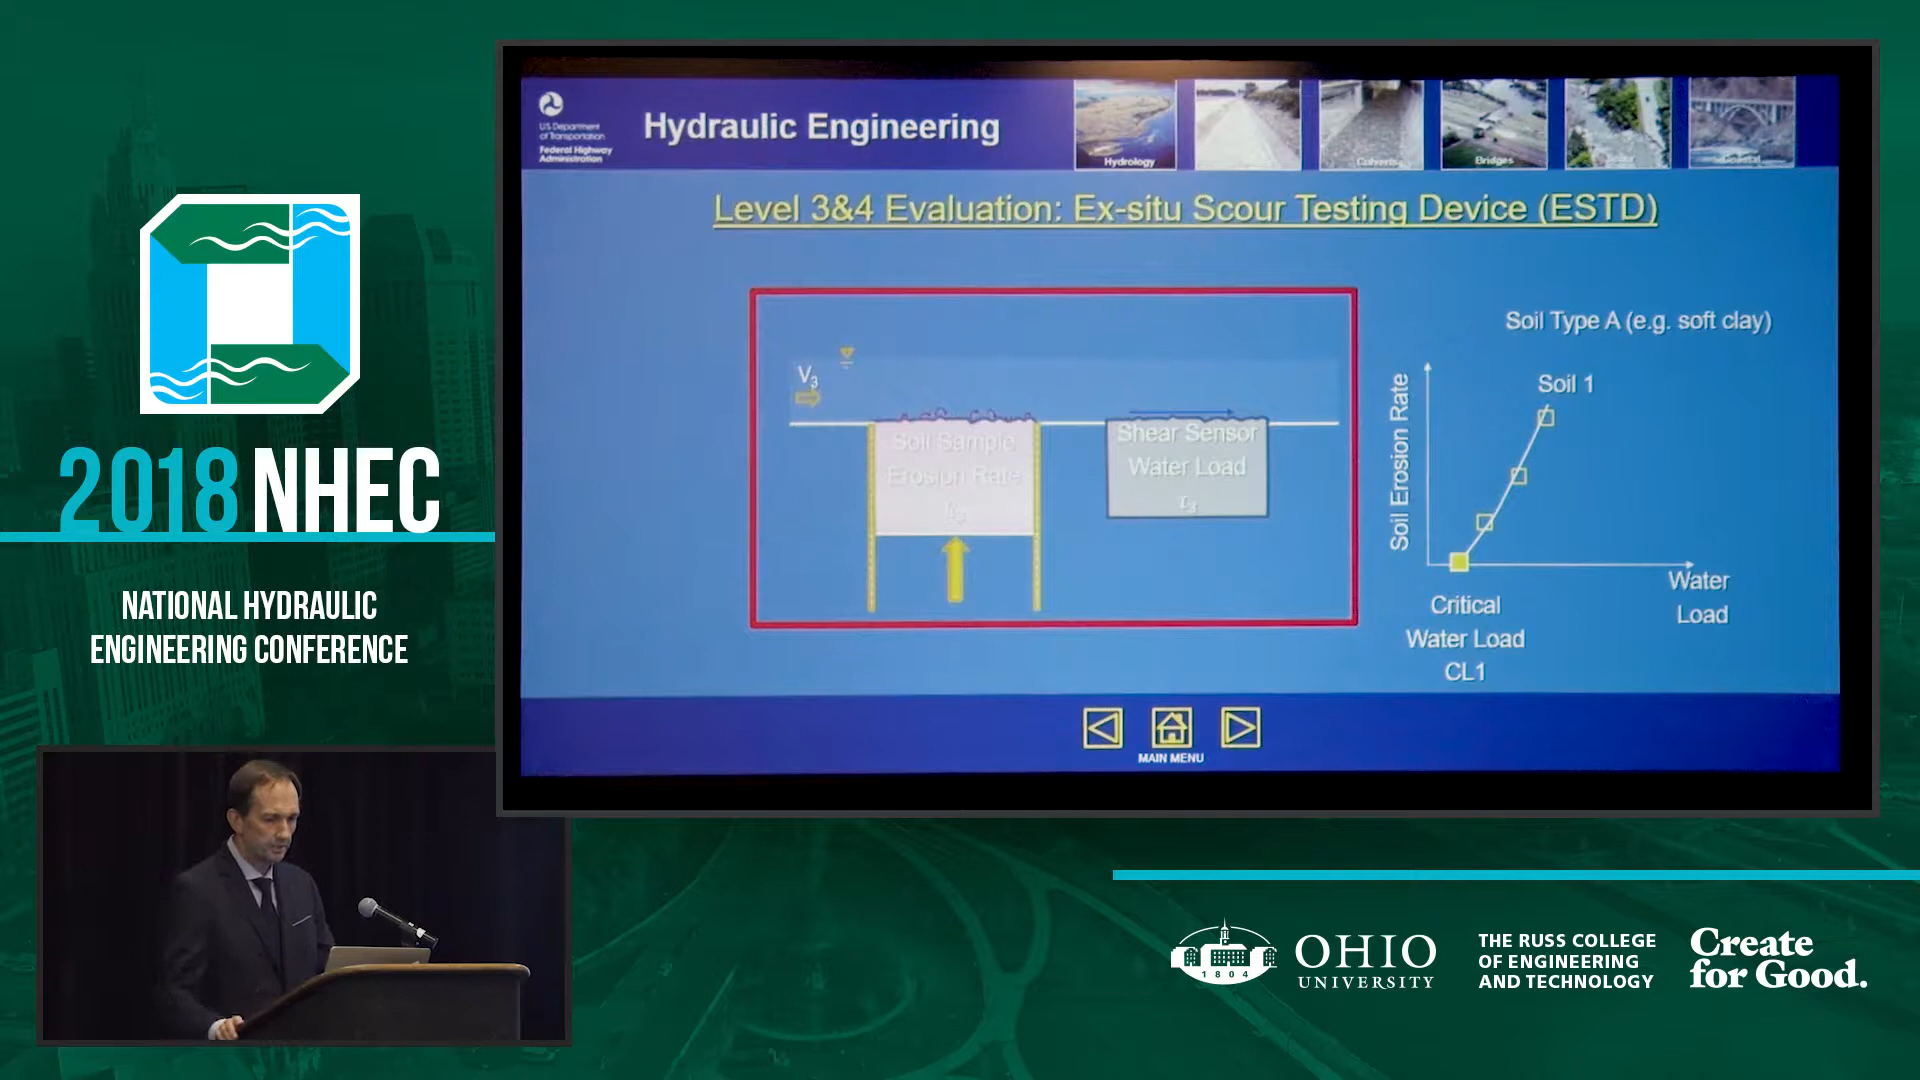 2018 NHEC
NATIONAL HYDRAULIC
ENGINEERING CONFERENCE
US Department
of Transportation
Federal Highway
Administration
Hydraulic Engineering
Hydrology
Culverts
Bridges
Level 3&4 Evaluation: Ex-situ Scour Testing Device (ESTD)
V3
Soil Sample
Erosion Rate
Shear Sensor
Water Load
τ3
Soil Type A (e.g. soft clay)
Soil Erosion Rate
Soil 1
Water
Load
Critical
Water Load
CL1
MAIN MENU
1804
OHIO
UNIVERSITY
THE RUSS COLLEGE
OF ENGINEERING
AND TECHNOLOGY
Create
for Good.